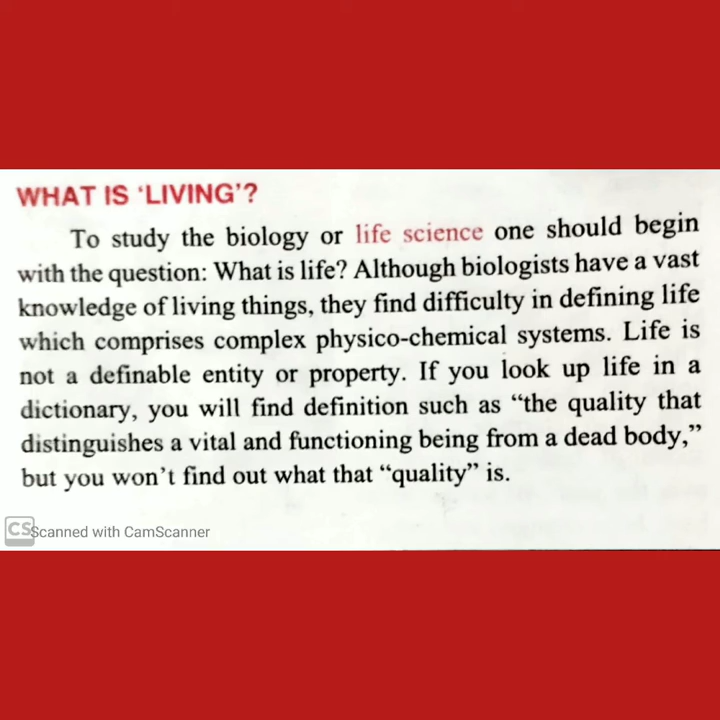 WHAT IS ‘LIVING’?
To study the biology or life science one should begin
with the question: What is life? Although biologists have a vast
knowledge of living things, they find difficulty in defining life
which comprises complex physico-chemical systems. Life is
not a definable entity or property. If you look up life in a
dictionary, you will find definition such as “the quality that
distinguishes a vital and functioning being from a dead body,”
but you won’t find out what that “quality” is.
CS Scanned with CamScanner